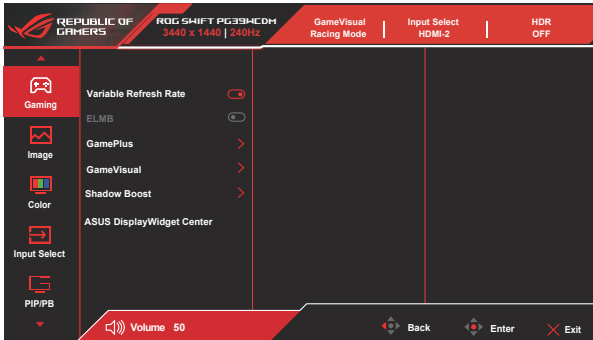 REPUBLIC OF
GAMERS
ROG SWIFT PG39WCDM
3440 x 1440 | 240Hz
GameVisual
Racing Mode
Input Select
HDMI-2
HDR
OFF
Gaming
Image
Color
Input Select
PIP/PB
Variable Refresh Rate
ELMB
GamePlus
GameVisual
Shadow Boost
ASUS DisplayWidget Center
Volume 50
Back
Enter
Exit